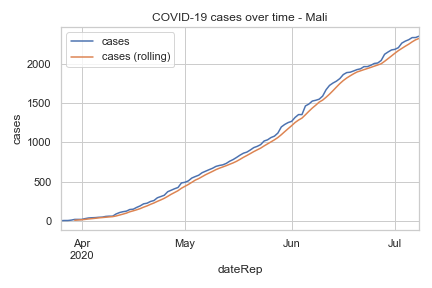 COVID-19 cases over time - Mali
cases
cases (rolling)
2000
1500
1000
500
0
cases
Apr
2020
May
Jun
Jul
dateRep